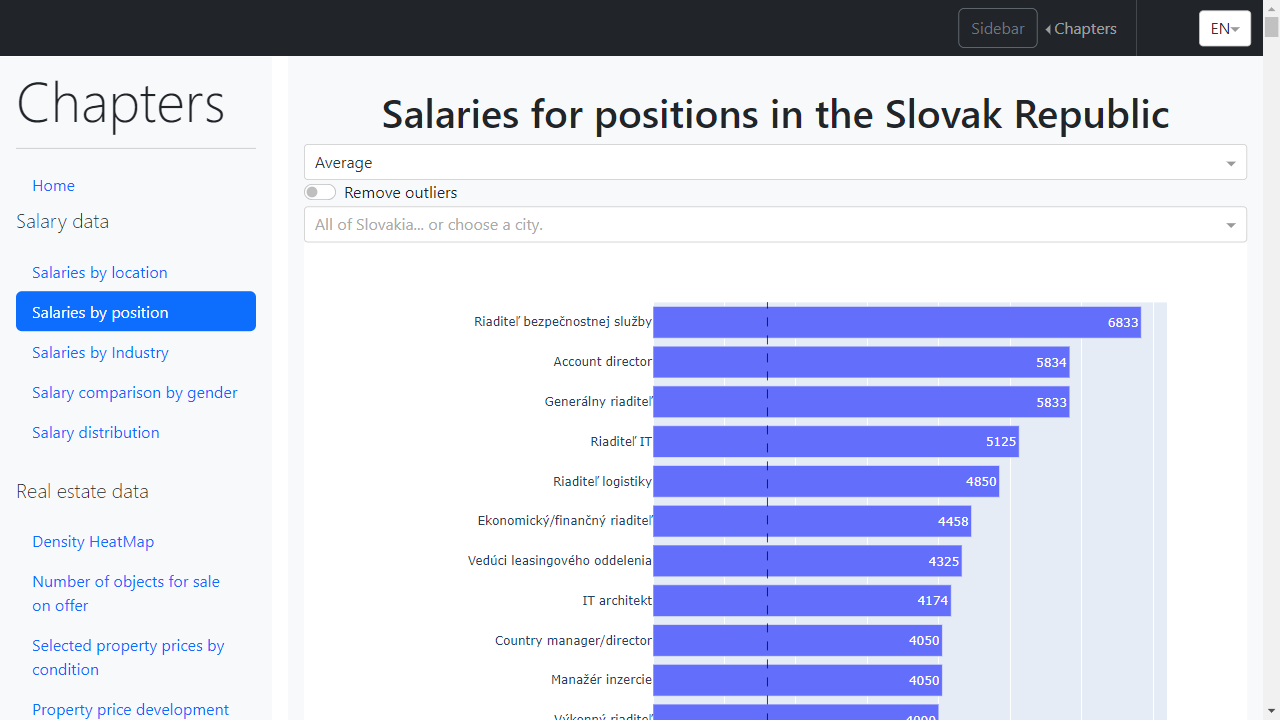 Sidebar
Chapters
EN
Chapters
Home
Salary data
Salaries by location
Salaries by position
Salaries by Industry
Salary comparison by gender
Salary distribution
Real estate data
Density HeatMap
Number of objects for sale
on offer
Selected property prices by
condition
Property price development
Salaries for positions in the Slovak Republic
Average
Remove outliers
All of Slovakia... or choose a city.
Riaditeľ bezpečnostnej služby 6833
Account director 5834
Generálny riaditeľ 5833
Riaditeľ IT 5125
Riaditeľ logistiky 4850
Ekonomický/finančný riaditeľ 4458
Vedúci leasingového oddelenia 4325
IT architekt 4174
Country manager/director 4050
Manažér inzercie 4050
Výkonný riaditeľ 4000